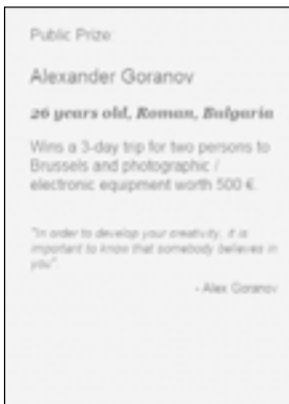 Public Prize:
Alexander Goranov
26 years old, Roman, Bulgaria
Wins a 3-day trip for two persons to
Brussels and photographic /
electronic equipment worth 500 €.
"In order to develop your creativity, it is
important to know that somebody believes in
you"
- Alex Goranov